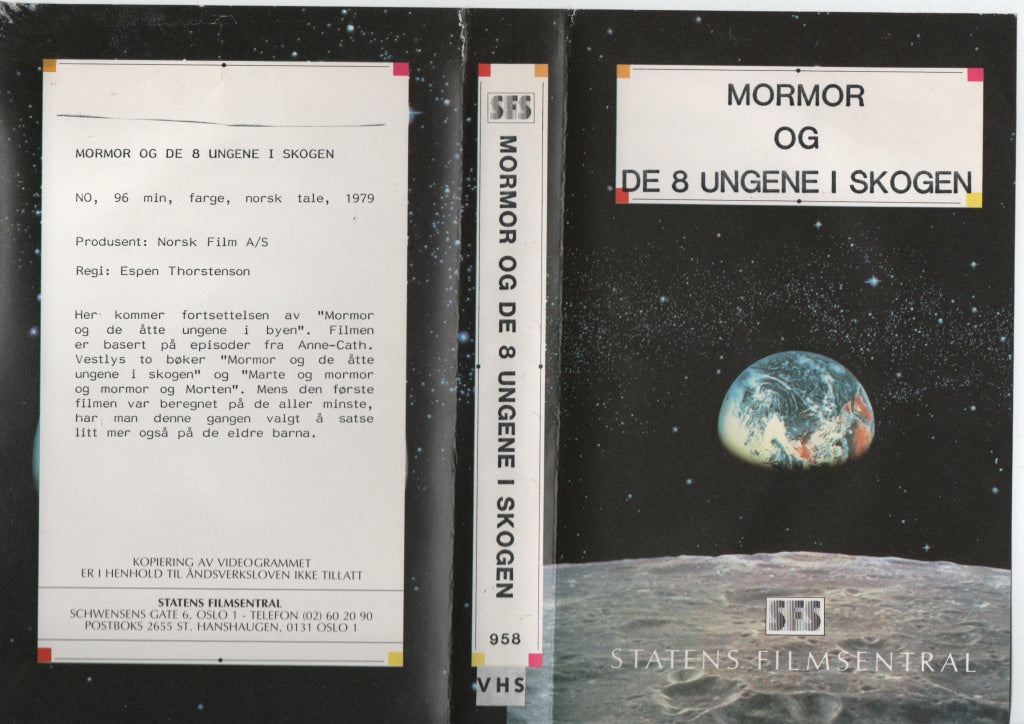 MORMOR OG DE 8 UNGENE I SKOGEN
NO, 96 min, farge, norsk tale, 1979
Produsent: Norsk Film A/S
Regi: Espen Thorstenson
Her kommer fortsettelsen av "Mormor
og de åtte ungene i byen". Filmen
er basert på episoder fra Anne-Cath.
Vestlys to bøker "Mormor og de åtte
ungene i skogen" og "Marte og mormor
og mormor og Morten". Mens den første
filmen var beregnet på de aller minste,
har man denne gangen valgt å satse
litt mer også på de eldre barna.
KOPIERING AV VIDEOGRAMMET
ER I HENHOLD TIL ÅNDSVERKSLOVEN IKKE TILLATT
STATENS FILMSENTRAL
SCHWENSENS GATE 6, OSLO 1 - TELEFON (02) 60 20 90
POSTBOKS 2655 ST. HANSHAUGEN, 0131 OSLO 1
SFS
MORMOR OG DE 8 UNGENE I SKOGEN
958
VHS
MORMOR
OG
DE 8 UNGENE I SKOGEN
SFS
STATENS FILMSENTRAL